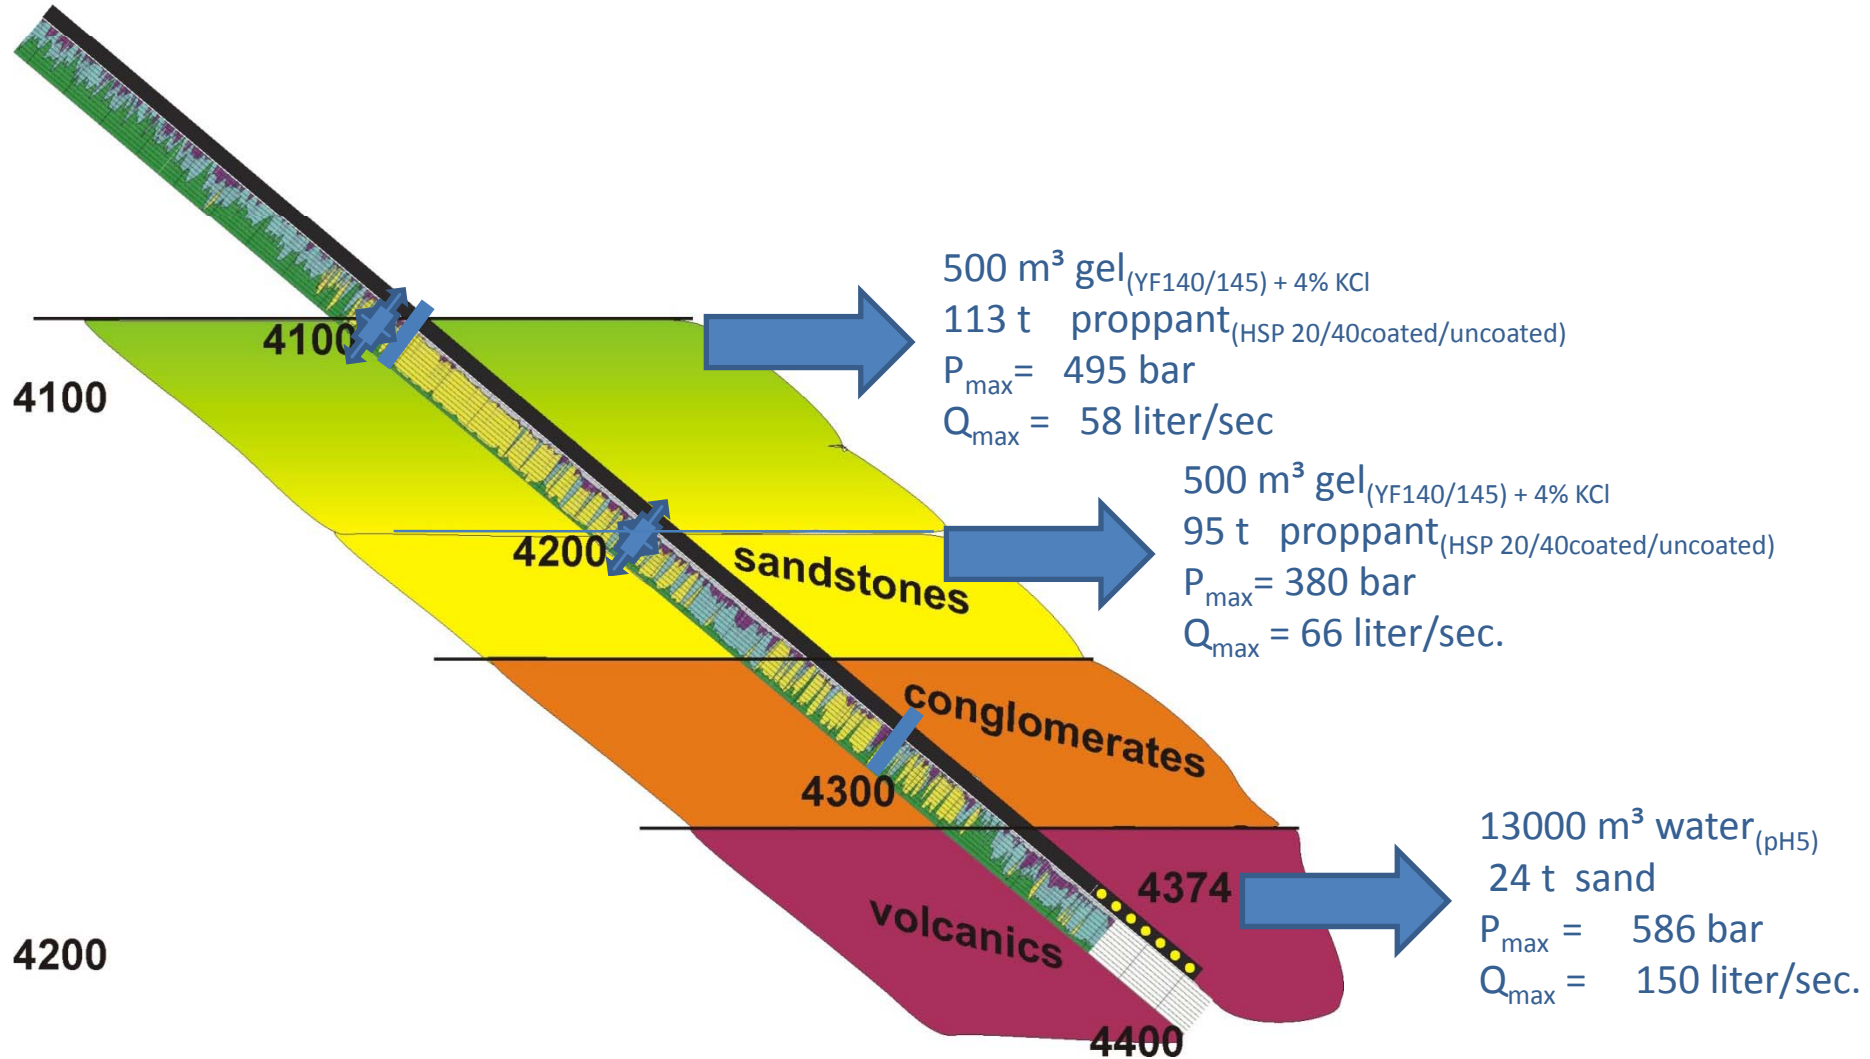 500 m³ gel(YF140/145) + 4% KCl
113 t proppant(HSP 20/40coated/uncoated)
Pmax= 495 bar
Qmax = 58 liter/sec
4100
4100
500 m³ gel(YF140/145) + 4% KCl
95 t proppant(HSP 20/40coated/uncoated)
Pmax= 380 bar
Qmax = 66 liter/sec.
4200
sandstones
conglomerates
4300
13000 m³ water(pH5)
24 t sand
Pmax = 586 bar
Qmax = 150 liter/sec.
4374
volcanics
4200
4400